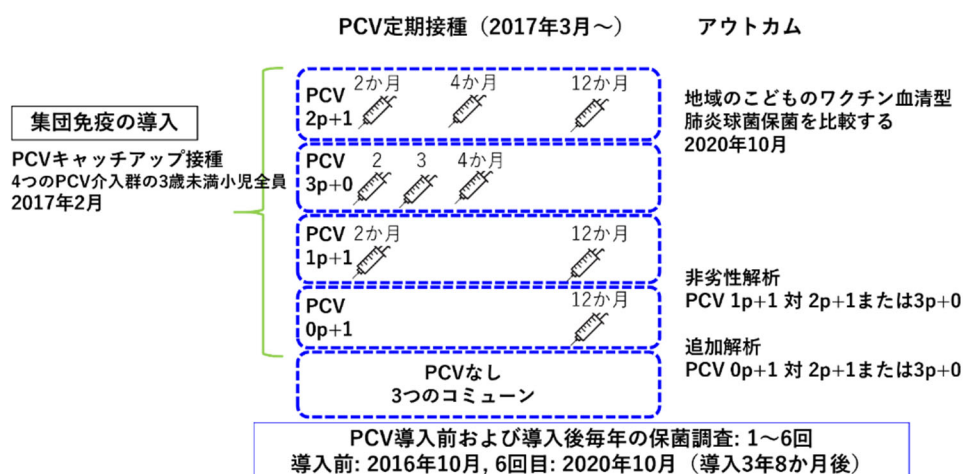 PCV定期接種（2017年3月～）
アウトカム
集団免疫の導入
PCVキャッチアップ接種
4つのPCV介入群の3歳未満小児全員
2017年2月
PCV
2p+1
2か月
4か月
12か月
PCV
3p+0
2
3
4か月
PCV
1p+1
2か月
12か月
PCV
0p+1
12か月
PCVなし
3つのコミューン
地域のこどものワクチン血清型
肺炎球菌保菌を比較する
2020年10月
非劣性解析
PCV 1p+1 対 2p+1または3p+0
追加解析
PCV 0p+1 対 2p+1または3p+0
PCV導入前および導入後毎年の保菌調査: 1～6回
導入前: 2016年10月, 6回目: 2020年10月（導入3年8か月後）